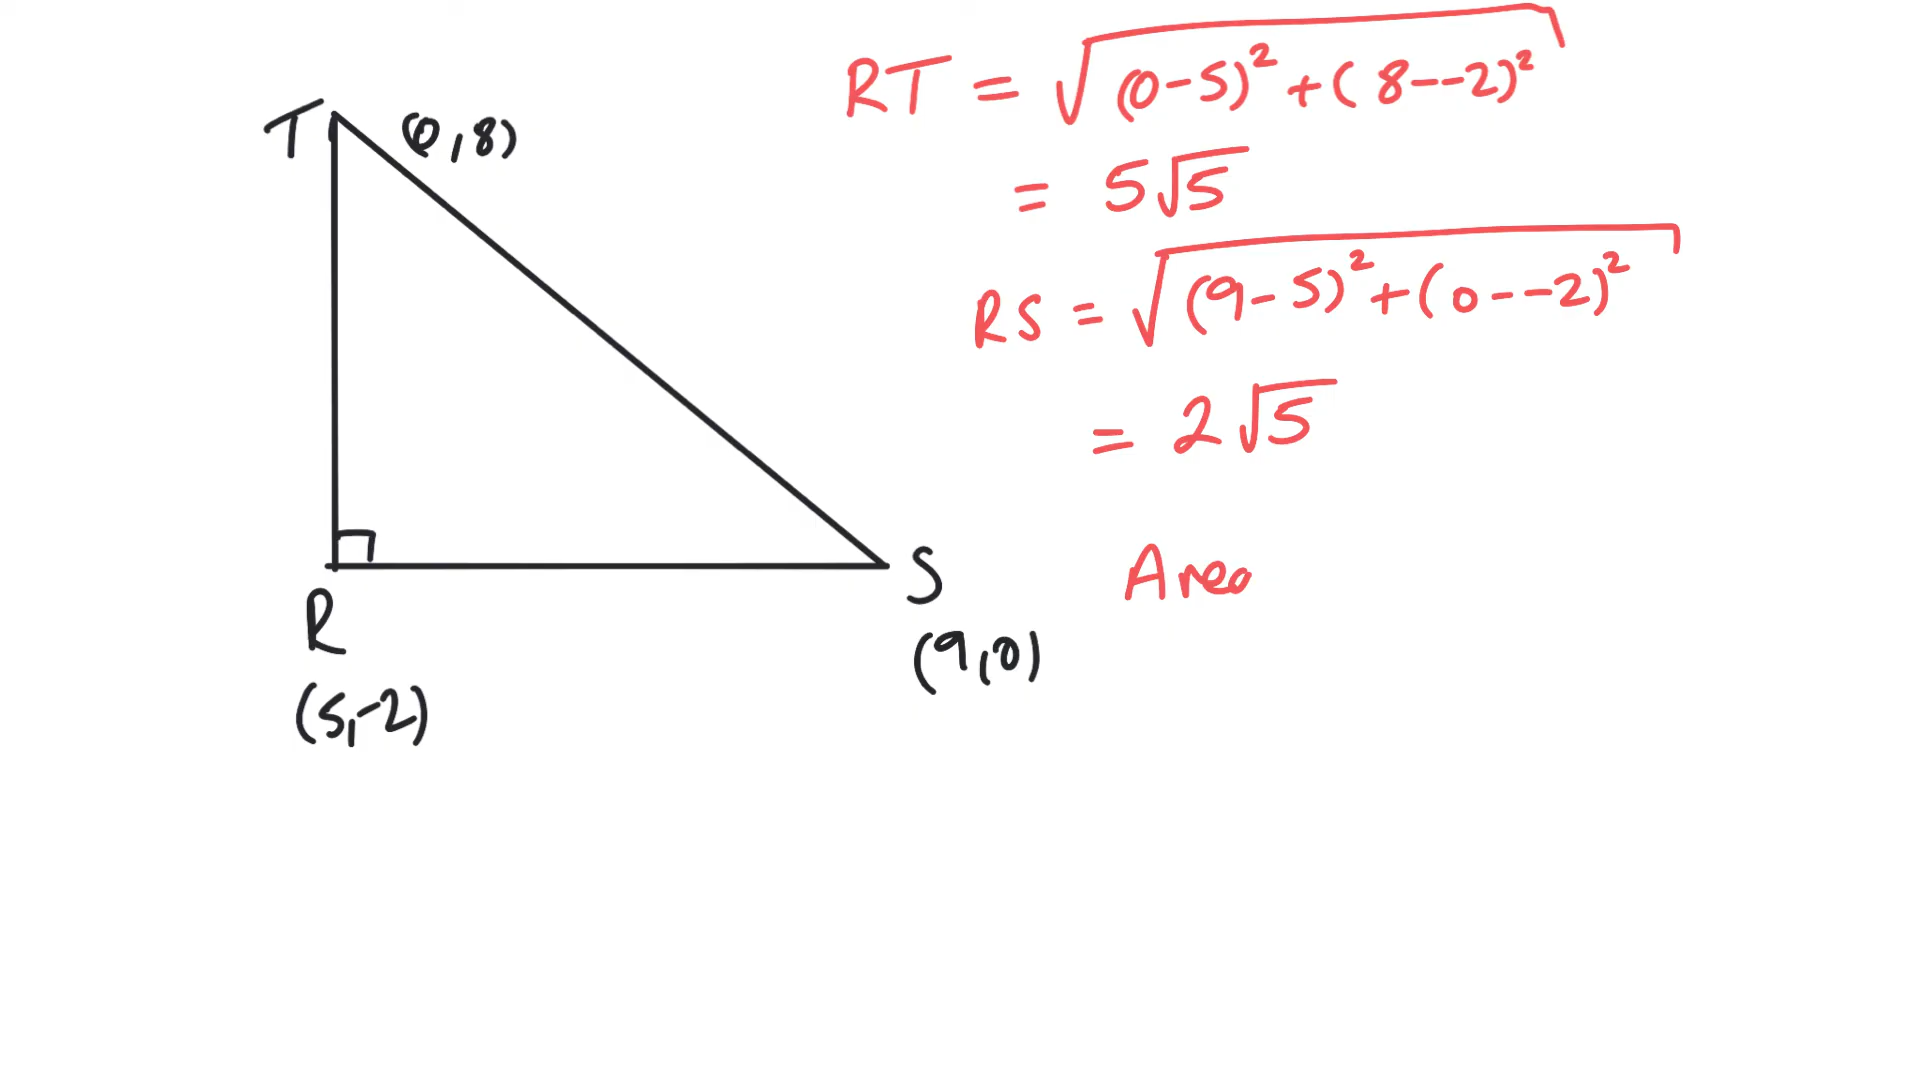 RT = √(0-5)² + (8--2)²
T (0,8)
= 5√5
RS = √(9-5)² + (0--2)²
= 2√5
S
Area
R
(9,0)
(5,-2)